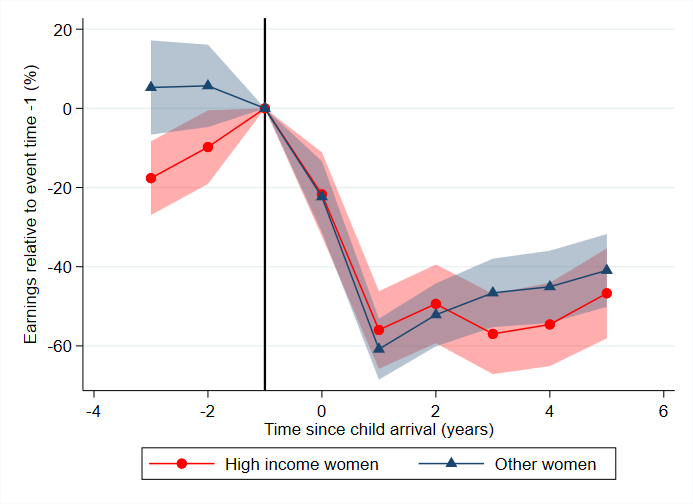 Earnings relative to event time -1 (%)
20
0
-20
-40
-60
-4
-2
0
2
4
6
Time since child arrival (years)
High income women
Other women